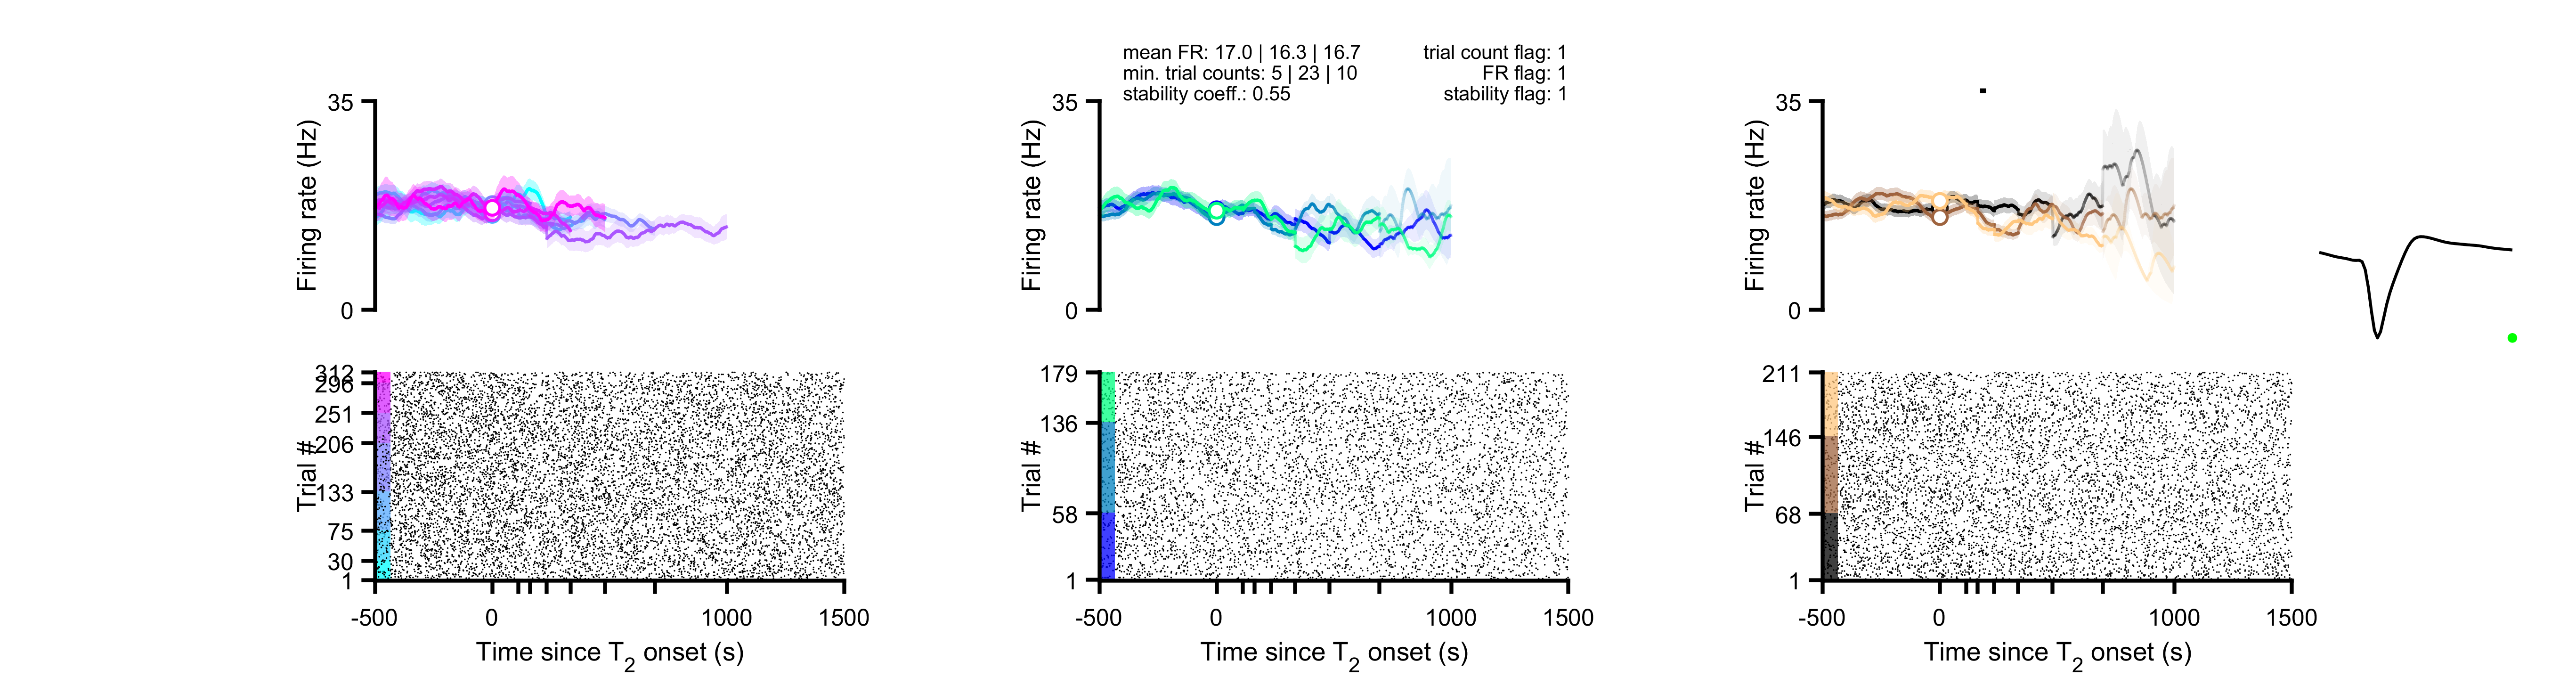 mean FR: 17.0 | 16.3 | 16.7
min. trial counts: 5 | 23 | 10
stability coeff.: 0.55
trial count flag: 1
FR flag: 1
stability flag: 1
35
Firing rate (Hz)
0
35
Firing rate (Hz)
0
35
Firing rate (Hz)
0
312
296
251
206
133
75
30
1
Trial #
-500 0 1000 1500
Time since T2 onset (s)
179
136
58
1
Trial #
-500 0 1000 1500
Time since T2 onset (s)
211
146
68
1
Trial #
-500 0 1000 1500
Time since T2 onset (s)